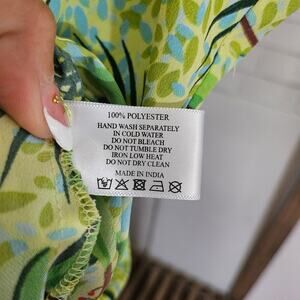 100% POLYESTER
HAND WASH SEPARATELY
IN COLD WATER
DO NOT BLEACH
DO NOT TUMBLE DRY
IRON LOW HEAT
DO NOT DRY CLEAN
MADE IN INDIA